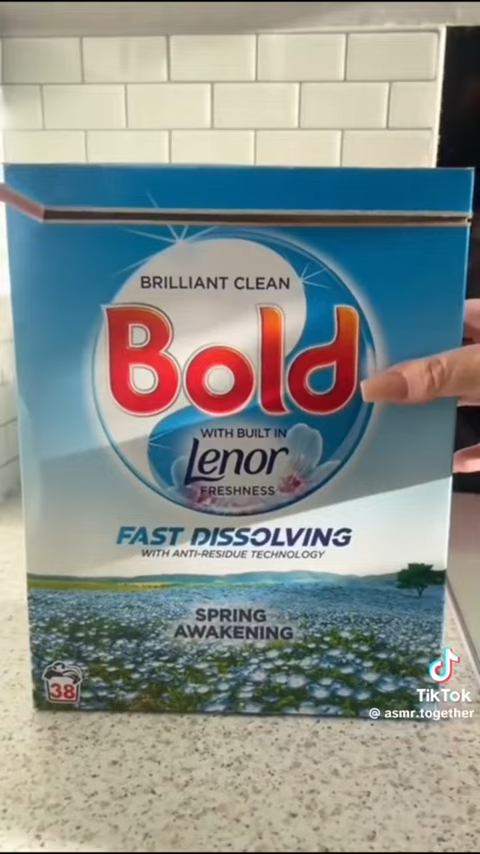 BRILLIANT CLEAN
Bold
WITH BUILT IN
Lenor
FRESHNESS
FAST DISSOLVING
WITH ANTI-RESIDUE TECHNOLOGY
SPRING
AWAKENING
38
TikTok
@ asmr.together